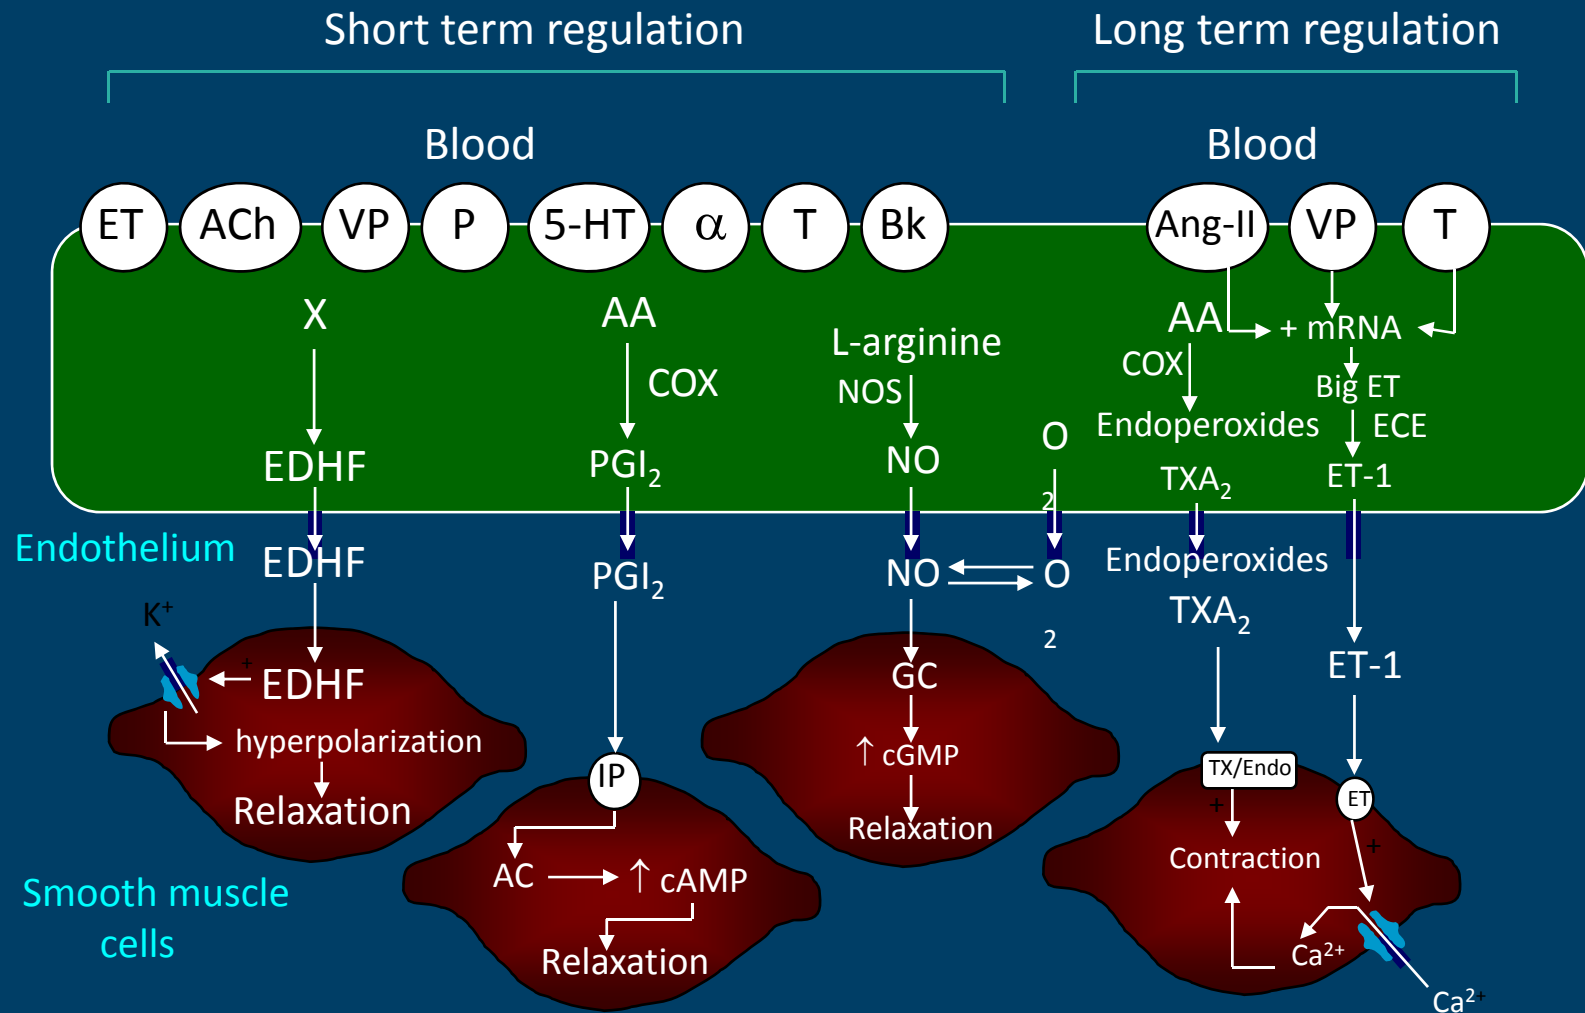 Short term regulation
Long term regulation
Blood
Blood
ET ACh VP P 5-HT α T Bk
Ang-II VP T
X
AA
COX
L-arginine
NOS
AA
COX
+ mRNA
Big ET
ECE
Endoperoxides
EDHF
PGI₂
NO
O
2
TXA₂
ET-1
Endothelium
EDHF
PGI₂
NO
O
2
Endoperoxides
TXA₂
ET-1
K⁺
+
EDHF
hyperpolarization
Relaxation
IP
AC
↑ cAMP
Relaxation
GC
↑ cGMP
Relaxation
TX/Endo
+
Contraction
ET
+
Ca²⁺
Ca²⁺
Smooth muscle
cells